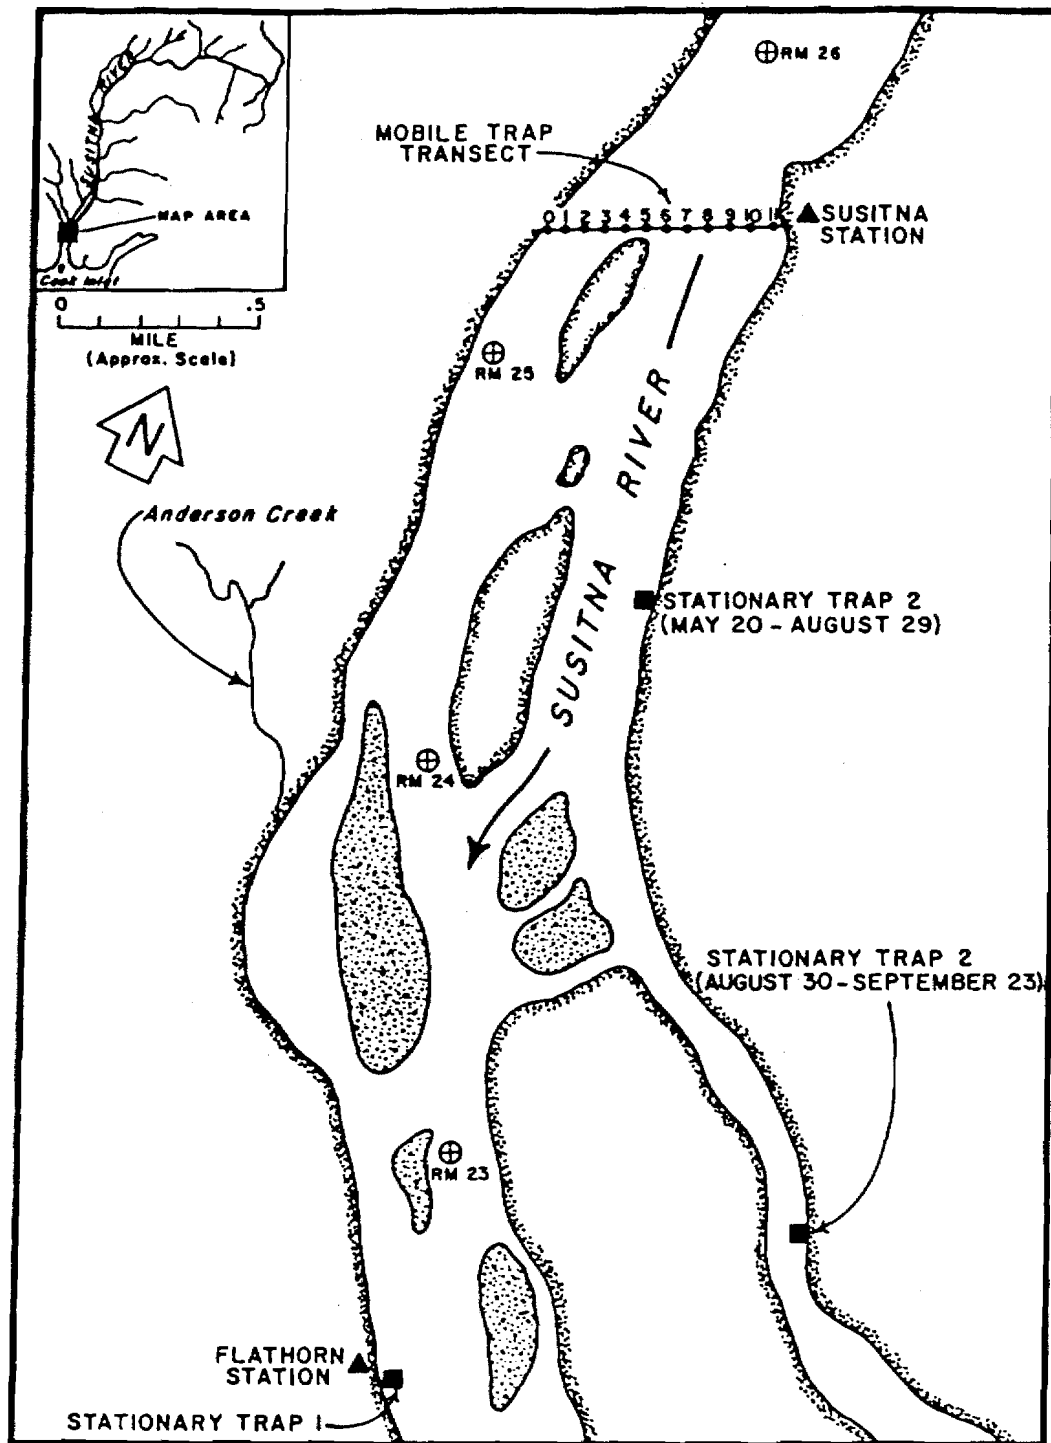 SUSITNA RIVER
MAP AREA
Cook Inlet
0 .5
MILE
(Approx. Scale)
N
RM 26
MOBILE TRAP
TRANSECT
0 1 2 3 4 5 6 7 8 9 10 11
SUSITNA
STATION
RM 25
Anderson Creek
SUSITNA RIVER
STATIONARY TRAP 2
(MAY 20 - AUGUST 29)
RM 24
STATIONARY TRAP 2
(AUGUST 30 - SEPTEMBER 23)
RM 23
FLATHORN
STATION
STATIONARY TRAP 1